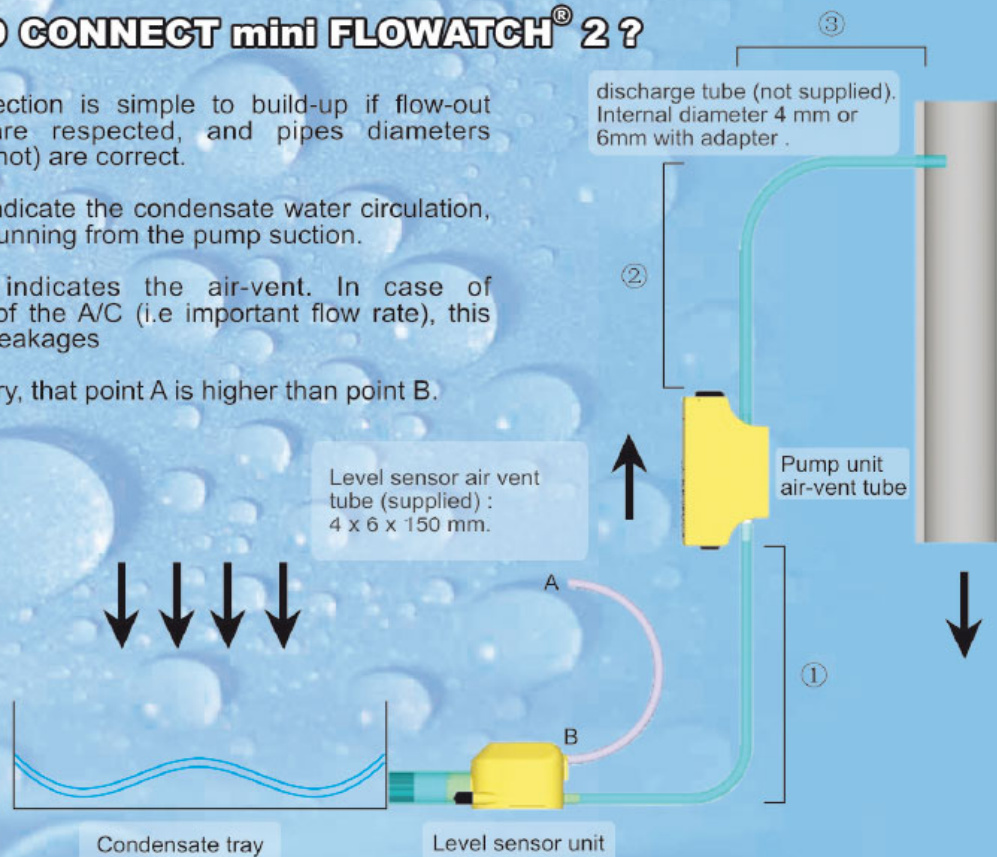 CONNECT mini FLOWATCH® 2 ?
ection is simple to build-up if flow-out
are respected, and pipes diameters
not) are correct.
ndicate the condensate water circulation,
unning from the pump suction.
indicates the air-vent. In case of
of the A/C (i.e important flow rate), this
eakages
ry, that point A is higher than point B.
③
discharge tube (not supplied).
Internal diameter 4 mm or
6mm with adapter .
②
Pump unit
air-vent tube
Level sensor air vent
tube (supplied) :
4 x 6 x 150 mm.
A
①
B
Condensate tray
Level sensor unit